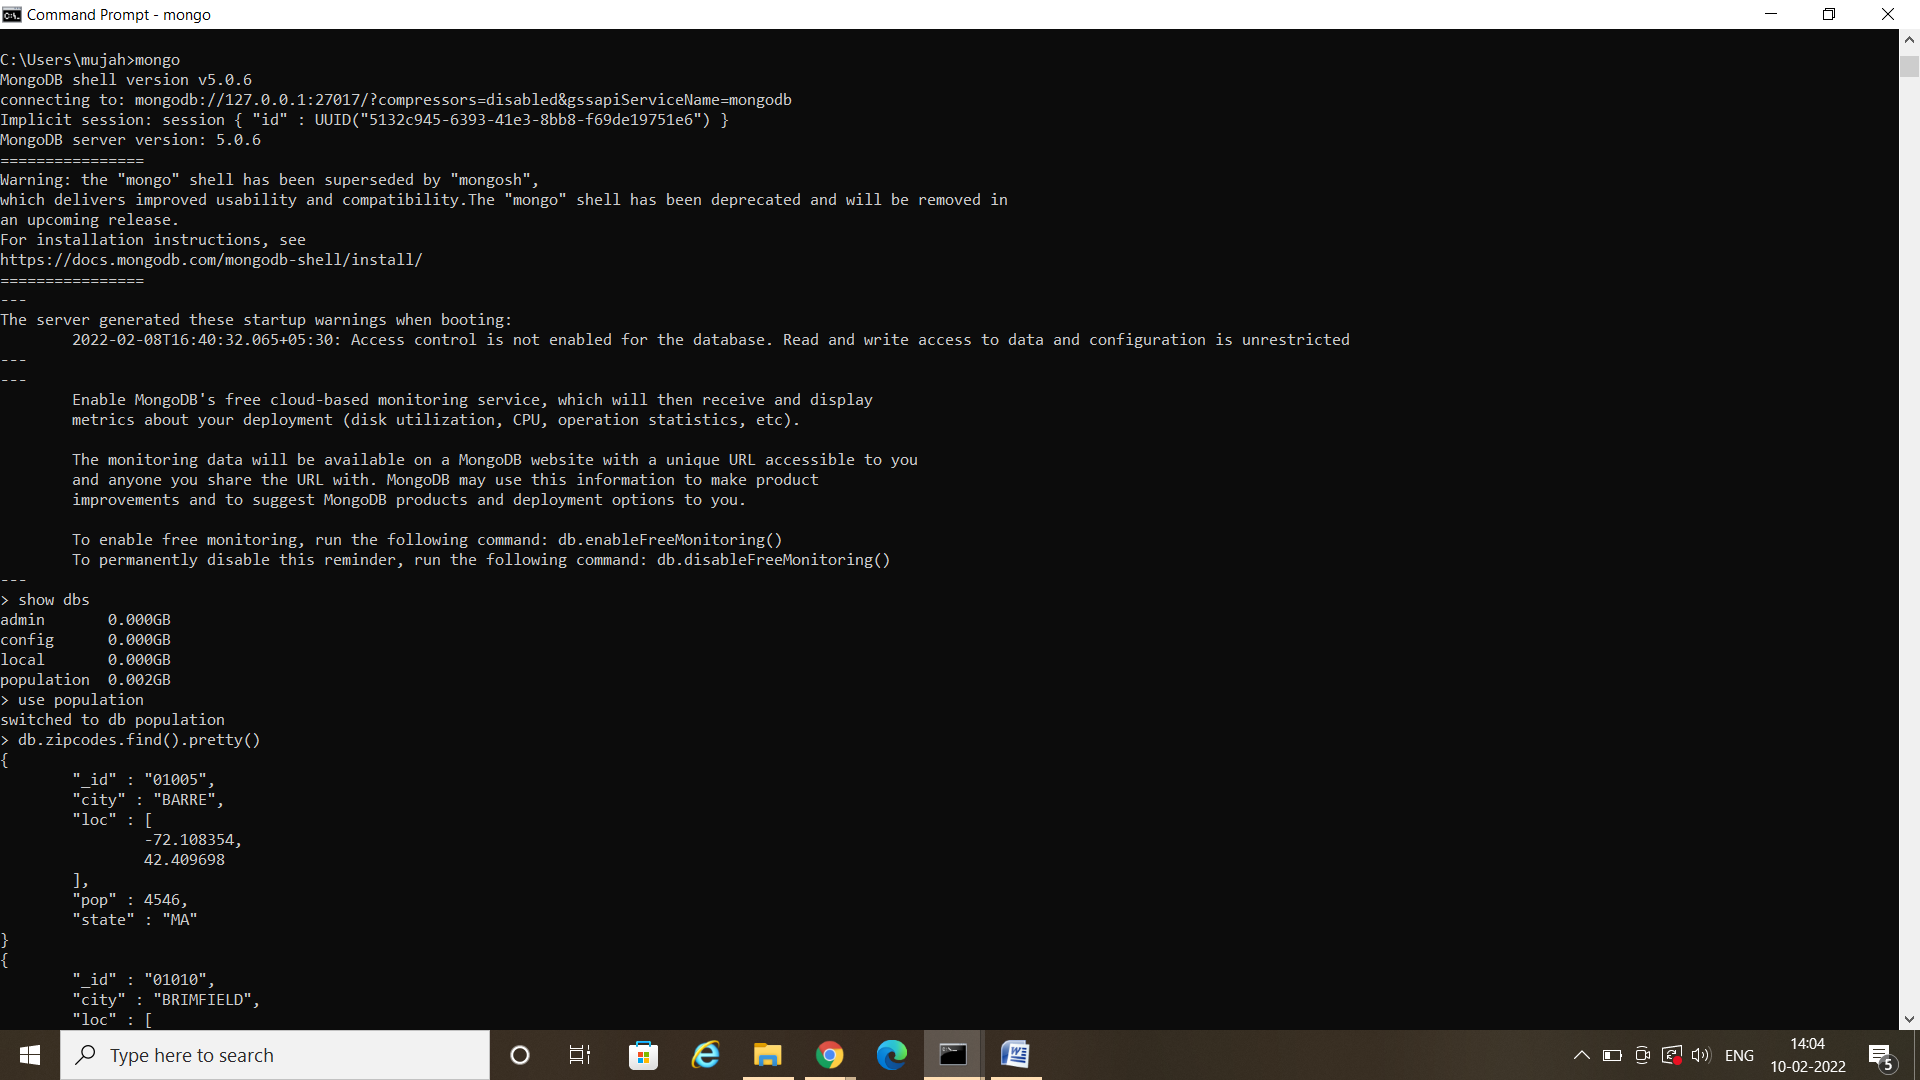 Command Prompt - mongo
C:\Users\mujah>mongo
MongoDB shell version v5.0.6
connecting to: mongodb://127.0.0.1:27017/?compressors=disabled&gssapiServiceName=mongodb
Implicit session: session { "id" : UUID("5132c945-6393-41e3-8bb8-f69de19751e6") }
MongoDB server version: 5.0.6
================
Warning: the "mongo" shell has been superseded by "mongosh",
which delivers improved usability and compatibility.The "mongo" shell has been deprecated and will be removed in
an upcoming release.
For installation instructions, see
https://docs.mongodb.com/mongodb-shell/install/
================
---
The server generated these startup warnings when booting:
        2022-02-08T16:40:32.065+05:30: Access control is not enabled for the database. Read and write access to data and configuration is unrestricted
---
---
        Enable MongoDB's free cloud-based monitoring service, which will then receive and display
        metrics about your deployment (disk utilization, CPU, operation statistics, etc).

        The monitoring data will be available on a MongoDB website with a unique URL accessible to you
        and anyone you share the URL with. MongoDB may use this information to make product
        improvements and to suggest MongoDB products and deployment options to you.

        To enable free monitoring, run the following command: db.enableFreeMonitoring()
        To permanently disable this reminder, run the following command: db.disableFreeMonitoring()
---
> show dbs
admin       0.000GB
config      0.000GB
local       0.000GB
population  0.002GB
> use population
switched to db population
> db.zipcodes.find().pretty()
{
        "_id" : "01005",
        "city" : "BARRE",
        "loc" : [
                -72.108354,
                42.409698
        ],
        "pop" : 4546,
        "state" : "MA"
}
{
        "_id" : "01010",
        "city" : "BRIMFIELD",
        "loc" : [
Type here to search
ENG
14:04
10-02-2022
5